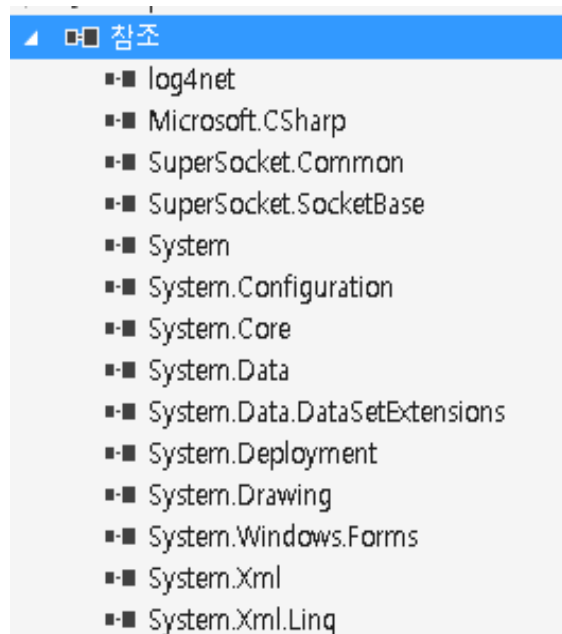 참조
log4net
Microsoft.CSharp
SuperSocket.Common
SuperSocket.SocketBase
System
System.Configuration
System.Core
System.Data
System.Data.DataSetExtensions
System.Deployment
System.Drawing
System.Windows.Forms
System.Xml
System.Xml.Linq